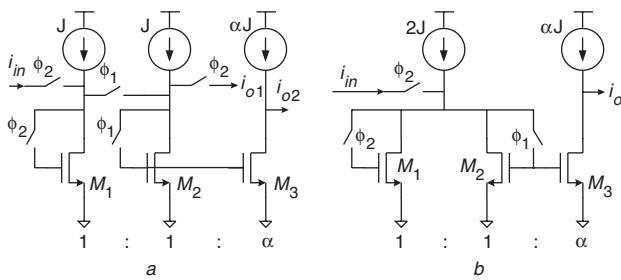 J J αJ 2J αJ
i_in ϕ2 ϕ1 ϕ2 i_in ϕ2
i_o1 i_o2 i_o
ϕ2 ϕ1 ϕ2 ϕ1
M1 M2 M3 M1 M2 M3
1 : 1 : α 1 : 1 : α
a b